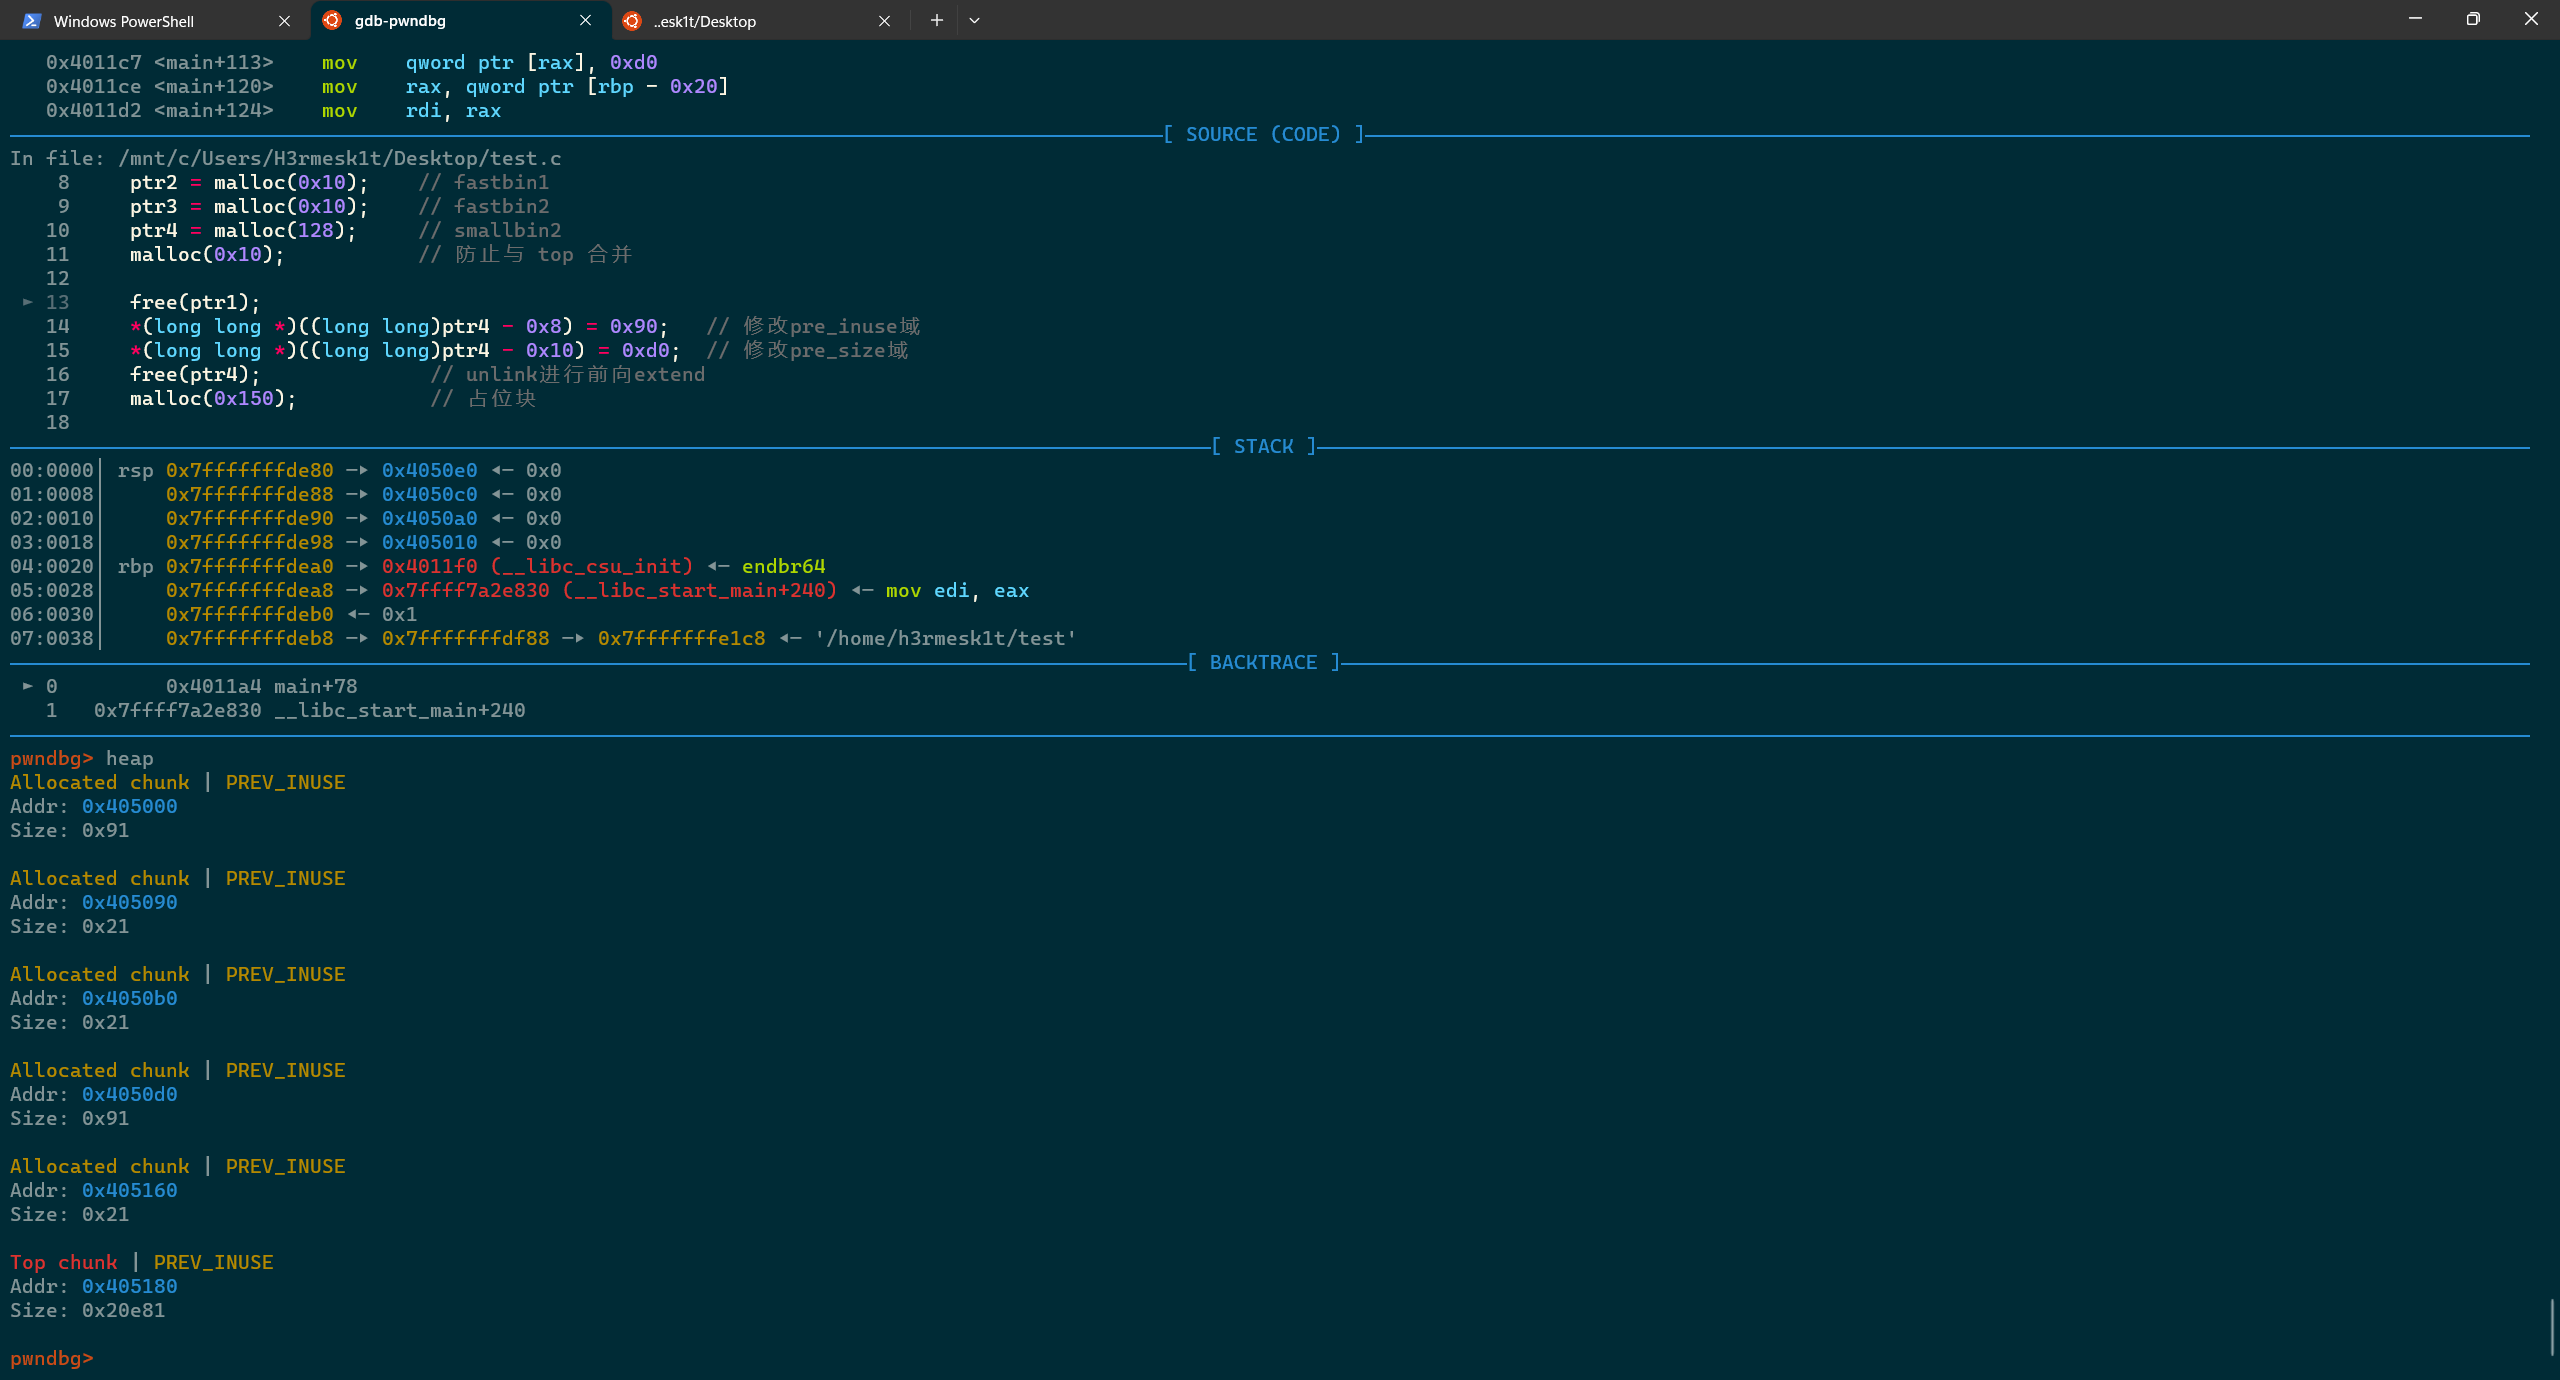 Windows PowerShell
gdb-pwndbg
..esk1t/Desktop
0x4011c7 <main+113>    mov    qword ptr [rax], 0xd0
0x4011ce <main+120>    mov    rax, qword ptr [rbp - 0x20]
0x4011d2 <main+124>    mov    rdi, rax
[ SOURCE (CODE) ]
In file: /mnt/c/Users/H3rmesk1t/Desktop/test.c
8     ptr2 = malloc(0x10);    // fastbin1
9     ptr3 = malloc(0x10);    // fastbin2
10     ptr4 = malloc(128);     // smallbin2
11     malloc(0x10);           // 防止与 top 合并
12
► 13     free(ptr1);
14     *(long long *)((long long)ptr4 - 0x8) = 0x90;   // 修改pre_inuse域
15     *(long long *)((long long)ptr4 - 0x10) = 0xd0;  // 修改pre_size域
16     free(ptr4);              // unlink进行前向extend
17     malloc(0x150);           // 占位块
18
[ STACK ]
00:0000│ rsp 0x7fffffffde80 —▸ 0x4050e0 ◂— 0x0
01:0008│     0x7fffffffde88 —▸ 0x4050c0 ◂— 0x0
02:0010│     0x7fffffffde90 —▸ 0x4050a0 ◂— 0x0
03:0018│     0x7fffffffde98 —▸ 0x405010 ◂— 0x0
04:0020│ rbp 0x7fffffffdea0 —▸ 0x4011f0 (__libc_csu_init) ◂— endbr64
05:0028│     0x7fffffffdea8 —▸ 0x7ffff7a2e830 (__libc_start_main+240) ◂— mov edi, eax
06:0030│     0x7fffffffdeb0 ◂— 0x1
07:0038│     0x7fffffffdeb8 —▸ 0x7fffffffdf88 —▸ 0x7fffffffe1c8 ◂— '/home/h3rmesk1t/test'
[ BACKTRACE ]
► 0         0x4011a4 main+78
1   0x7ffff7a2e830 __libc_start_main+240
pwndbg> heap
Allocated chunk | PREV_INUSE
Addr: 0x405000
Size: 0x91
Allocated chunk | PREV_INUSE
Addr: 0x405090
Size: 0x21
Allocated chunk | PREV_INUSE
Addr: 0x4050b0
Size: 0x21
Allocated chunk | PREV_INUSE
Addr: 0x4050d0
Size: 0x91
Allocated chunk | PREV_INUSE
Addr: 0x405160
Size: 0x21
Top chunk | PREV_INUSE
Addr: 0x405180
Size: 0x20e81
pwndbg>